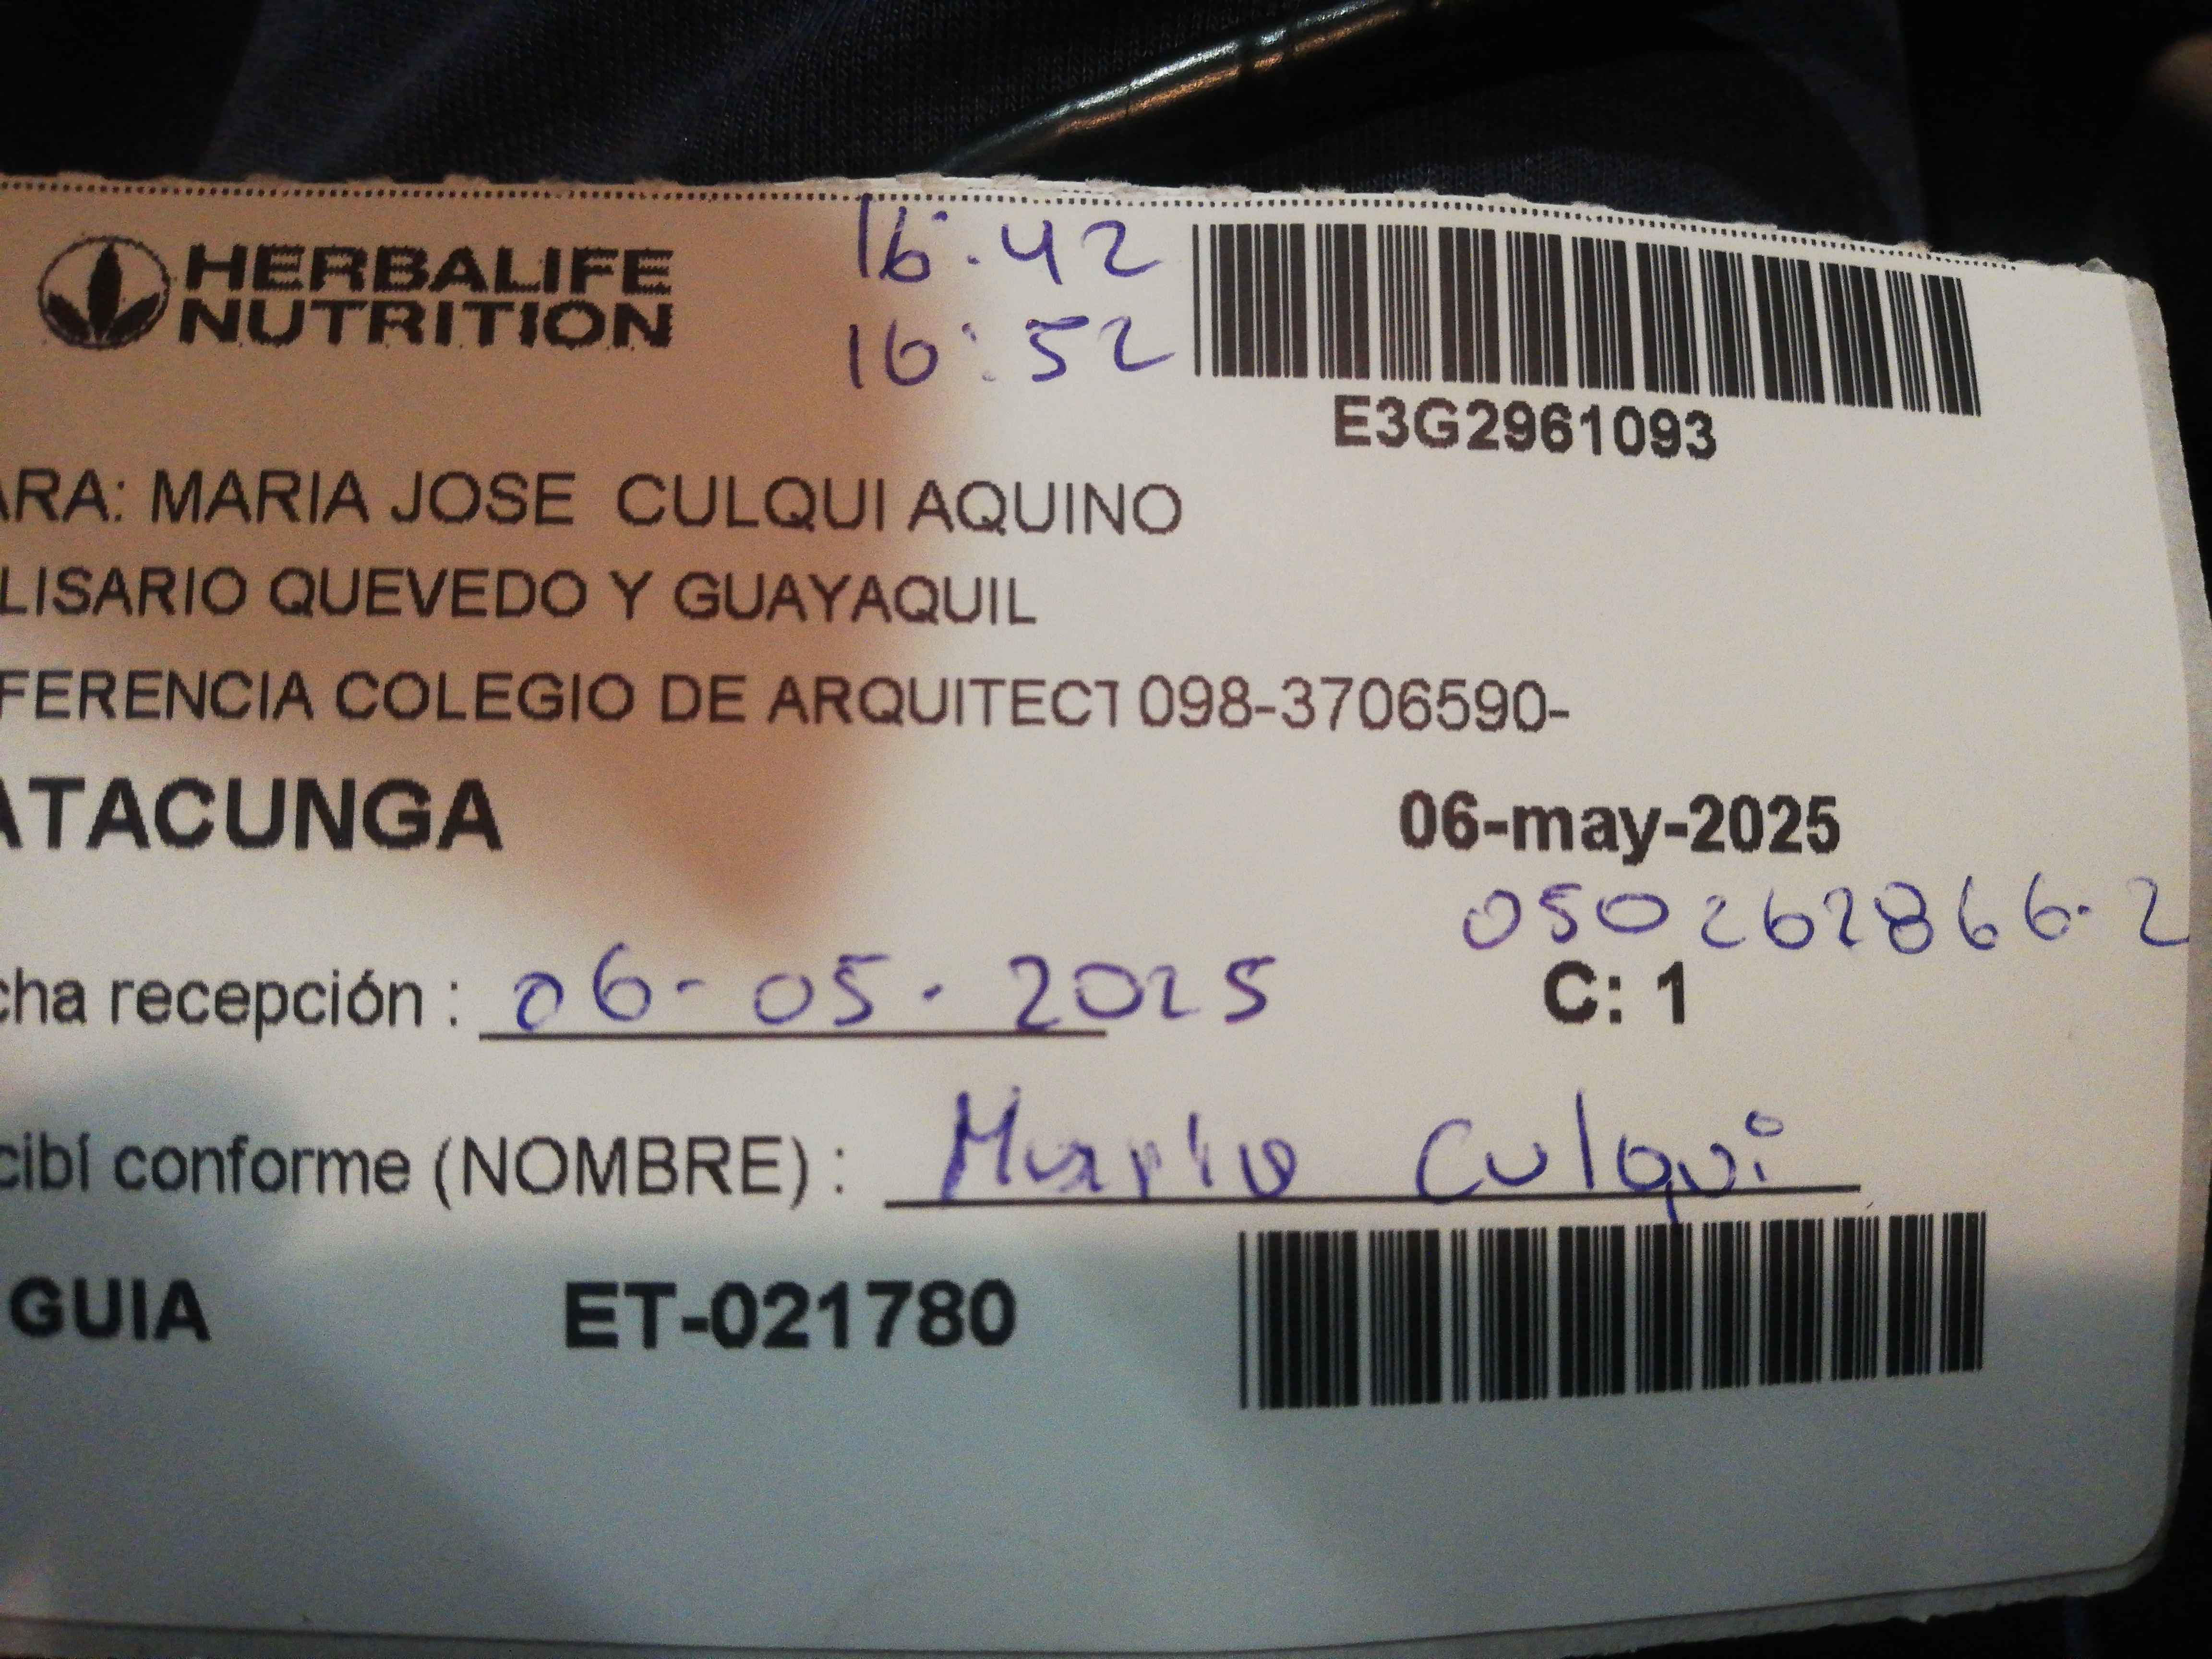 HERBALIFE
NUTRITION
16:42
16:52
E3G2961093
ARA: MARIA JOSE CULQUI AQUINO
LISARIO QUEVEDO Y GUAYAQUIL
FERENCIA COLEGIO DE ARQUITECT 098-3706590-
ATACUNGA
06-may-2025
050262866-2
cha recepción : 06-05-2025
C: 1
cibí conforme (NOMBRE) : Mario Culqui
GUIA ET-021780